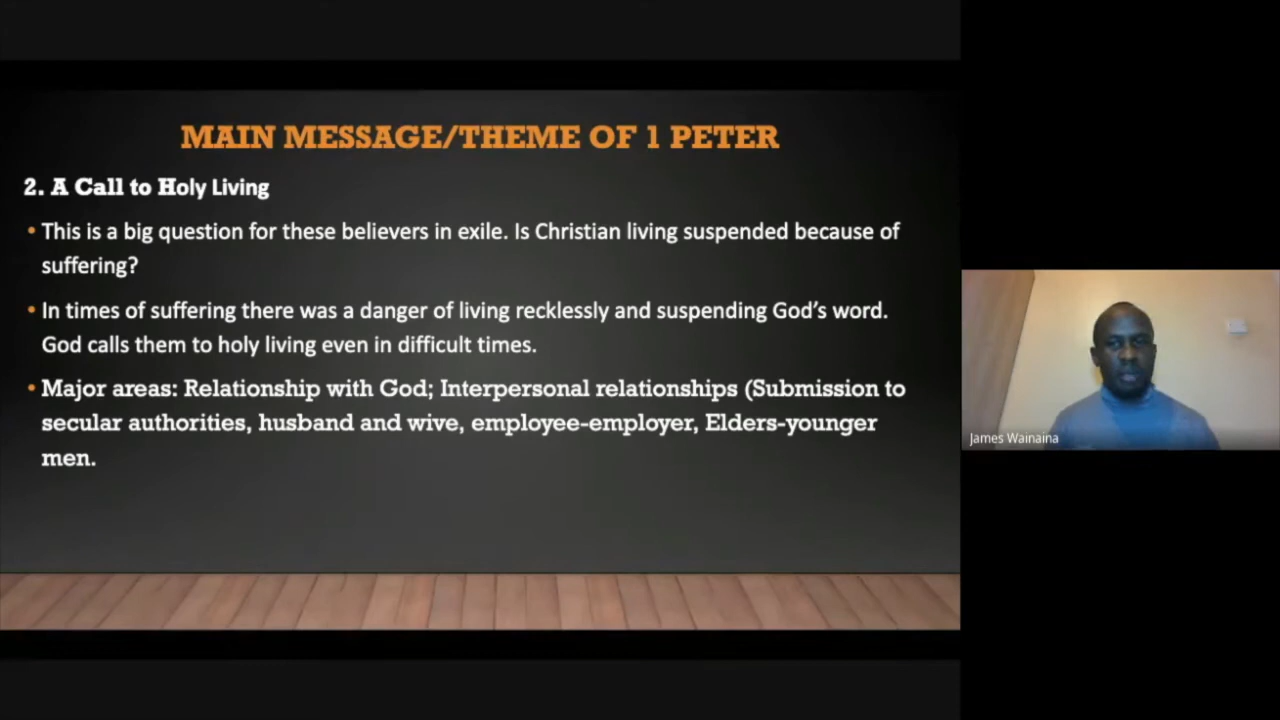 MAIN MESSAGE/THEME OF 1 PETER
2. A Call to Holy Living
• This is a big question for these believers in exile. Is Christian living suspended because of
suffering?
• In times of suffering there was a danger of living recklessly and suspending God’s word.
God calls them to holy living even in difficult times.
• Major areas: Relationship with God; Interpersonal relationships (Submission to
secular authorities, husband and wive, employee-employer, Elders-younger
men.
James Wainaina